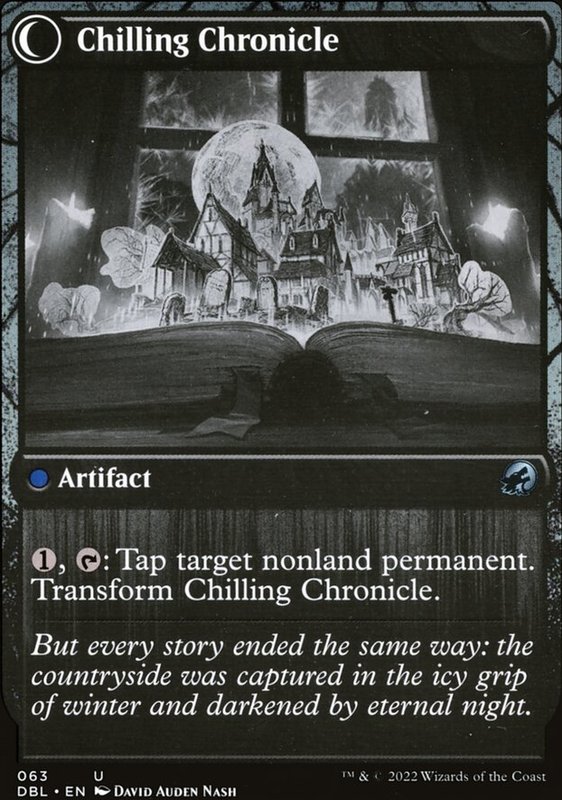 Chilling Chronicle
Artifact
1, : Tap target nonland permanent.
Transform Chilling Chronicle.
But every story ended the same way: the
countryside was captured in the icy grip
of winter and darkened by eternal night.
063 U
DBL • EN David Auden Nash
™ & © 2022 Wizards of the Coast